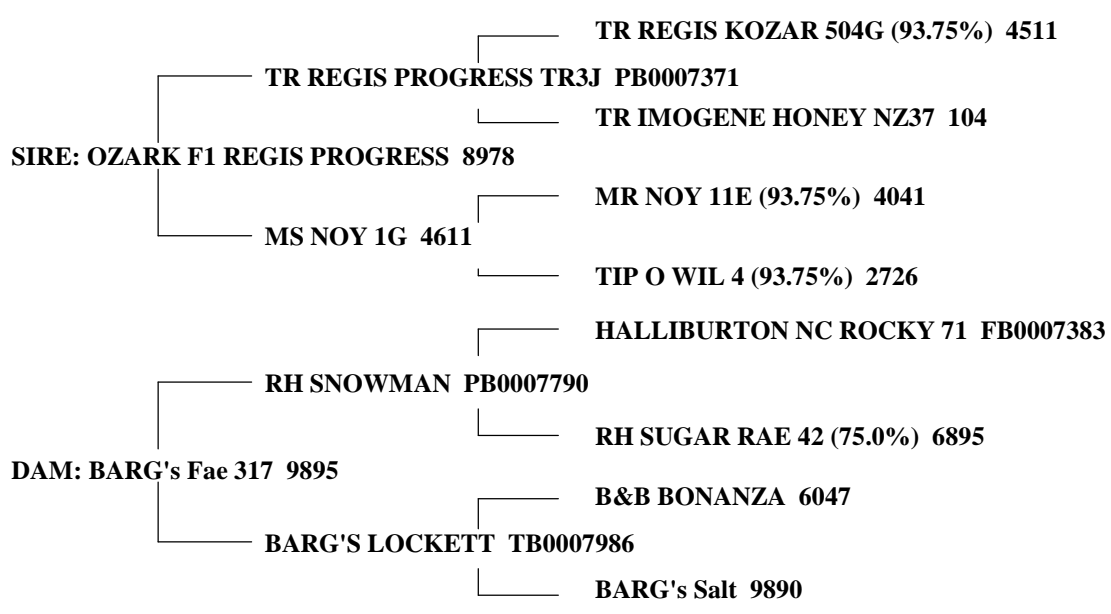 TR REGIS KOZAR 504G (93.75%) 4511
TR REGIS PROGRESS TR3J PB0007371
TR IMOGENE HONEY NZ37 104
SIRE: OZARK F1 REGIS PROGRESS 8978
MR NOY 11E (93.75%) 4041
MS NOY 1G 4611
TIP O WIL 4 (93.75%) 2726
HALLIBURTON NC ROCKY 71 FB0007383
RH SNOWMAN PB0007790
RH SUGAR RAE 42 (75.0%) 6895
DAM: BARG's Fae 317 9895
B&B BONANZA 6047
BARG'S LOCKETT TB0007986
BARG's Salt 9890